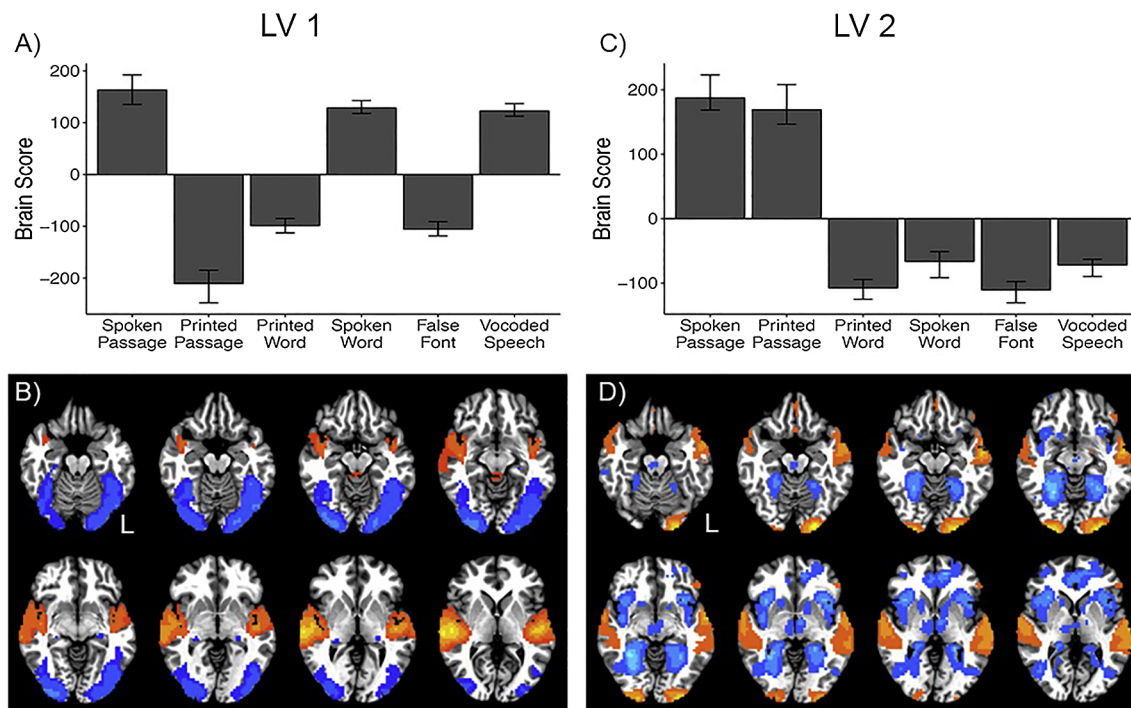 LV 1
A)
200
100
0
−100
−200
Brain Score
Spoken Passage
Printed Passage
Printed Word
Spoken Word
False Font
Vocoded Speech
B)
L
LV 2
C)
200
100
0
−100
Brain Score
Spoken Passage
Printed Passage
Printed Word
Spoken Word
False Font
Vocoded Speech
D)
L